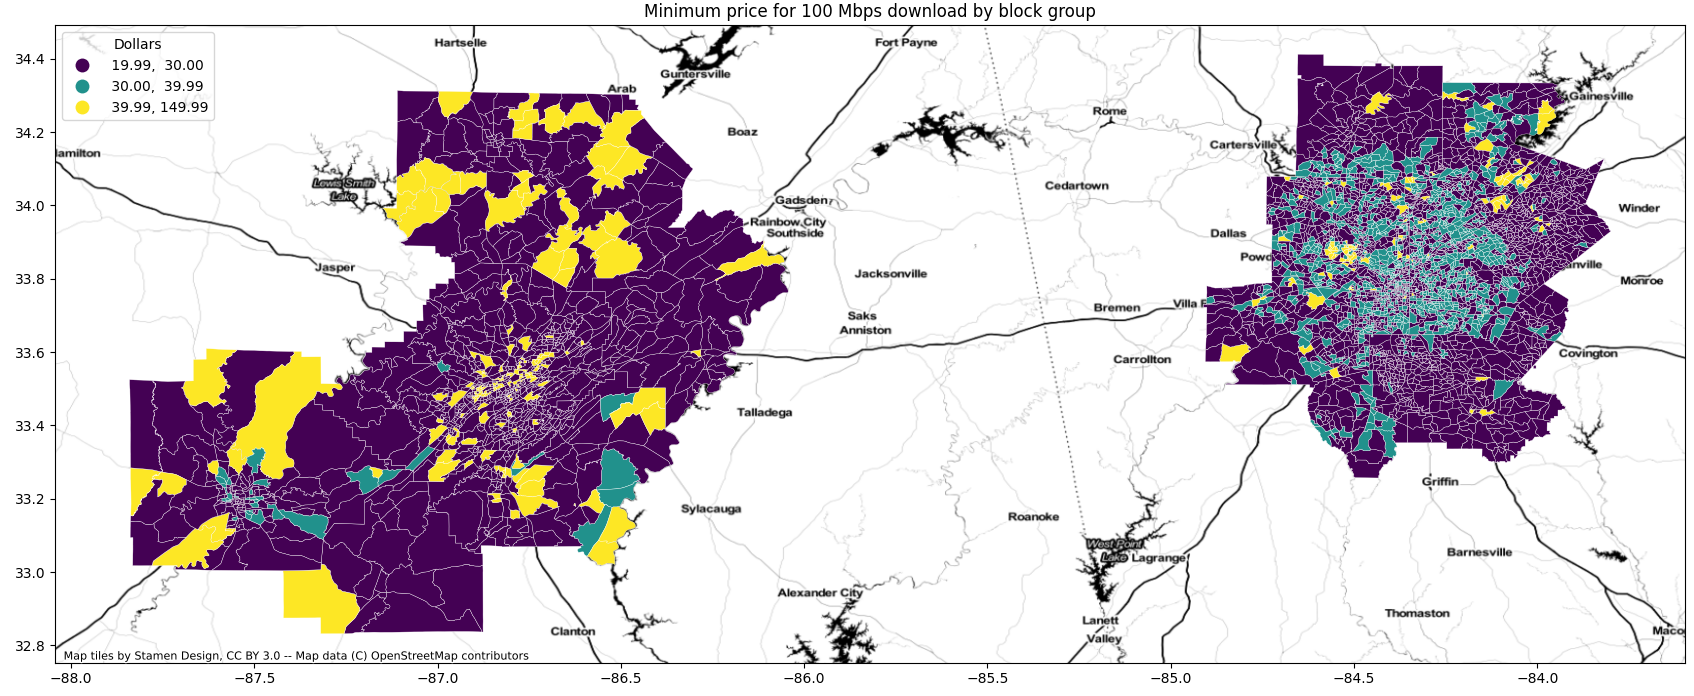 Minimum price for 100 Mbps download by block group
Dollars
19.99, 30.00
30.00, 39.99
39.99, 149.99
34.4
34.2
34.0
33.8
33.6
33.4
33.2
33.0
32.8
Hartselle
Fort Payne
Guntersville
Arab
Gainesville
Rome
Boaz
Cartersville
amilton
Lewis Smith
Lake
Cedartown
Gadsden
Winder
Rainbow City
Southside
Dallas
Powd
anville
Jasper
Jacksonville
Monroe
Bremen
Villa R
Saks
Anniston
Carrollton
Covington
Talladega
Griffin
Sylacauga
Roanoke
West Point
Lake
Lagrange
Barnesville
Alexander City
Thomaston
Lanett
Valley
Clanton
Maco
Map tiles by Stamen Design, CC BY 3.0 -- Map data (C) OpenStreetMap contributors
−88.0 −87.5 −87.0 −86.5 −86.0 −85.5 −85.0 −84.5 −84.0